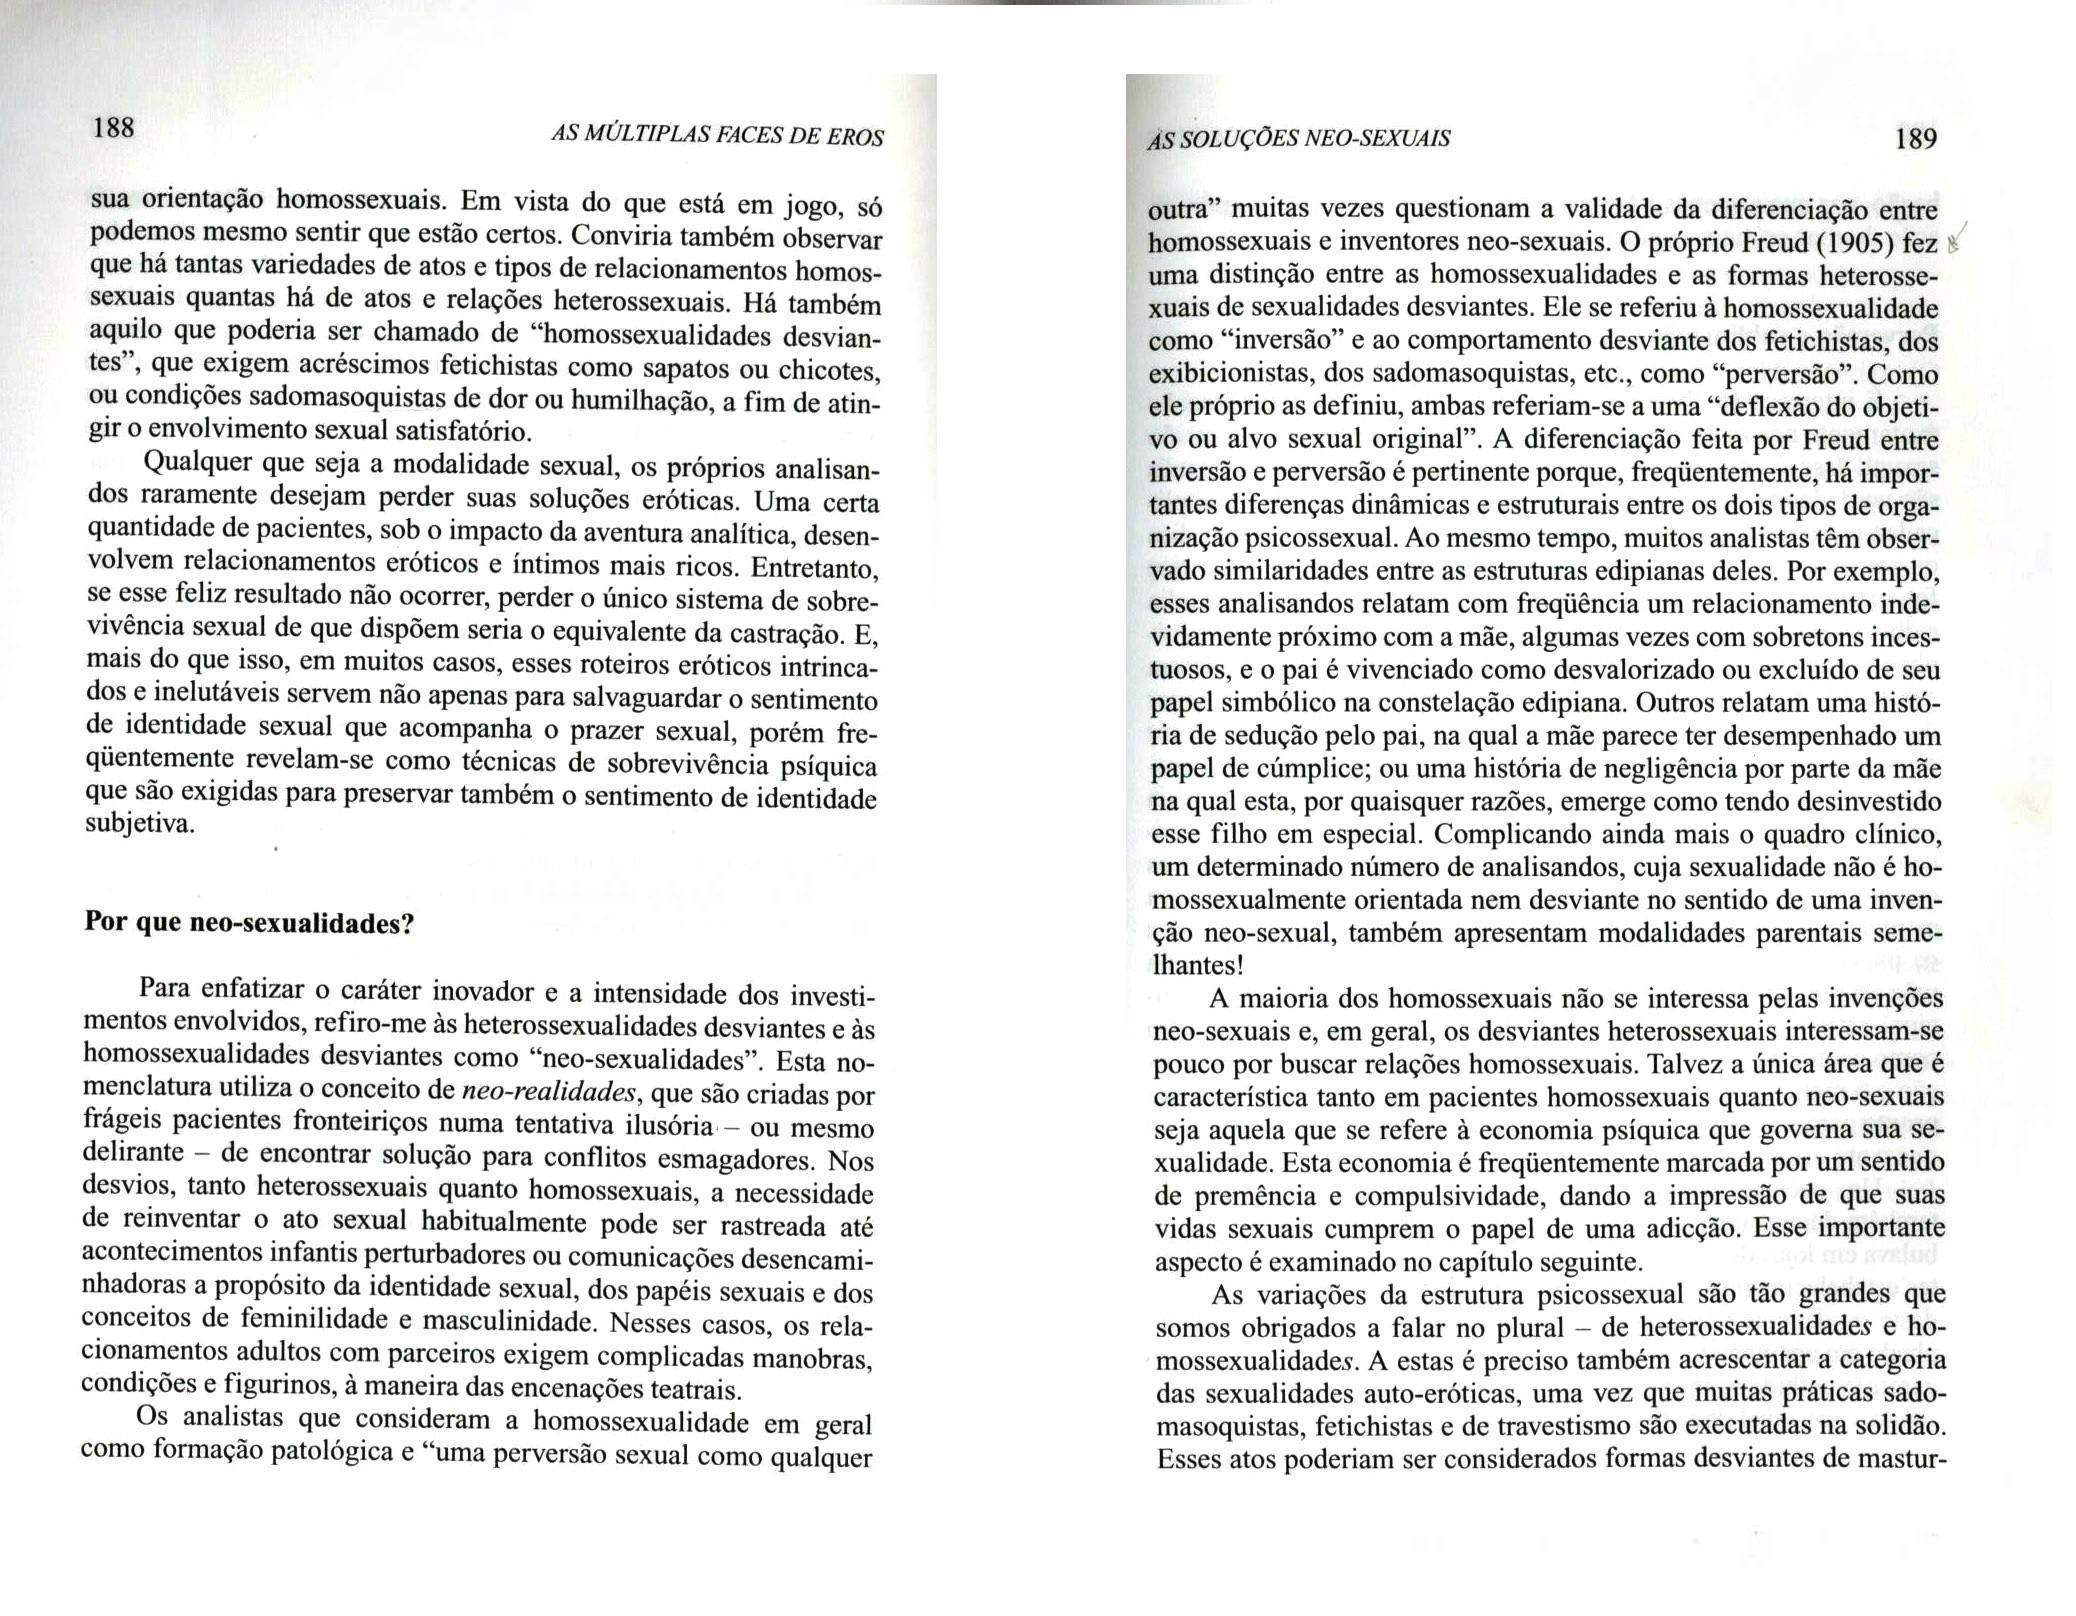 188
AS MÚLTIPLAS FACES DE EROS
sua orientação homossexuais. Em vista do que está em jogo, só
podemos mesmo sentir que estão certos. Conviria também observar
que há tantas variedades de atos e tipos de relacionamentos homos-
sexuais quantas há de atos e relações heterossexuais. Há também
aquilo que poderia ser chamado de “homossexualidades desvian-
tes”, que exigem acréscimos fetichistas como sapatos ou chicotes,
ou condições sadomasoquistas de dor ou humilhação, a fim de atin-
gir o envolvimento sexual satisfatório.
Qualquer que seja a modalidade sexual, os próprios analisan-
dos raramente desejam perder suas soluções eróticas. Uma certa
quantidade de pacientes, sob o impacto da aventura analítica, desen-
volvem relacionamentos eróticos e íntimos mais ricos. Entretanto,
se esse feliz resultado não ocorrer, perder o único sistema de sobre-
vivência sexual de que dispõem seria o equivalente da castração. E,
mais do que isso, em muitos casos, esses roteiros eróticos intrinca-
dos e inelutáveis servem não apenas para salvaguardar o sentimento
de identidade sexual que acompanha o prazer sexual, porém fre-
qüentemente revelam-se como técnicas de sobrevivência psíquica
que são exigidas para preservar também o sentimento de identidade
subjetiva.
Por que neo-sexualidades?
Para enfatizar o caráter inovador e a intensidade dos investi-
mentos envolvidos, refiro-me às heterossexualidades desviantes e às
homossexualidades desviantes como “neo-sexualidades”. Esta no-
menclatura utiliza o conceito de neo-realidades, que são criadas por
frágeis pacientes fronteiriços numa tentativa ilusória – ou mesmo
delirante – de encontrar solução para conflitos esmagadores. Nos
desvios, tanto heterossexuais quanto homossexuais, a necessidade
de reinventar o ato sexual habitualmente pode ser rastreada até
acontecimentos infantis perturbadores ou comunicações desencami-
nhadoras a propósito da identidade sexual, dos papéis sexuais e dos
conceitos de feminilidade e masculinidade. Nesses casos, os rela-
cionamentos adultos com parceiros exigem complicadas manobras,
condições e figurinos, à maneira das encenações teatrais.
Os analistas que consideram a homossexualidade em geral
como formação patológica e “uma perversão sexual como qualquer
AS SOLUÇÕES NEO-SEXUAIS
189
outra” muitas vezes questionam a validade da diferenciação entre
homossexuais e inventores neo-sexuais. O próprio Freud (1905) fez
uma distinção entre as homossexualidades e as formas heterosse-
xuais de sexualidades desviantes. Ele se referiu à homossexualidade
como “inversão” e ao comportamento desviante dos fetichistas, dos
exibicionistas, dos sadomasoquistas, etc., como “perversão”. Como
ele próprio as definiu, ambas referiam-se a uma “deflexão do objeti-
vo ou alvo sexual original”. A diferenciação feita por Freud entre
inversão e perversão é pertinente porque, freqüentemente, há impor-
tantes diferenças dinâmicas e estruturais entre os dois tipos de orga-
nização psicossexual. Ao mesmo tempo, muitos analistas têm obser-
vado similaridades entre as estruturas edipianas deles. Por exemplo,
esses analisandos relatam com freqüência um relacionamento inde-
vidamente próximo com a mãe, algumas vezes com sobretons inces-
tuosos, e o pai é vivenciado como desvalorizado ou excluído de seu
papel simbólico na constelação edipiana. Outros relatam uma histó-
ria de sedução pelo pai, na qual a mãe parece ter desempenhado um
papel de cúmplice; ou uma história de negligência por parte da mãe
na qual esta, por quaisquer razões, emerge como tendo desinvestido
esse filho em especial. Complicando ainda mais o quadro clínico,
um determinado número de analisandos, cuja sexualidade não é ho-
mossexualmente orientada nem desviante no sentido de uma inven-
ção neo-sexual, também apresentam modalidades parentais seme-
lhantes!
A maioria dos homossexuais não se interessa pelas invenções
neo-sexuais e, em geral, os desviantes heterossexuais interessam-se
pouco por buscar relações homossexuais. Talvez a única área que é
característica tanto em pacientes homossexuais quanto neo-sexuais
seja aquela que se refere à economia psíquica que governa sua se-
xualidade. Esta economia é freqüentemente marcada por um sentido
de premência e compulsividade, dando a impressão de que suas
vidas sexuais cumprem o papel de uma adicção. Esse importante
aspecto é examinado no capítulo seguinte.
As variações da estrutura psicossexual são tão grandes que
somos obrigados a falar no plural – de heterossexualidades e ho-
mossexualidades. A estas é preciso também acrescentar a categoria
das sexualidades auto-eróticas, uma vez que muitas práticas sado-
masoquistas, fetichistas e de travestismo são executadas na solidão.
Esses atos poderiam ser considerados formas desviantes de mastur-